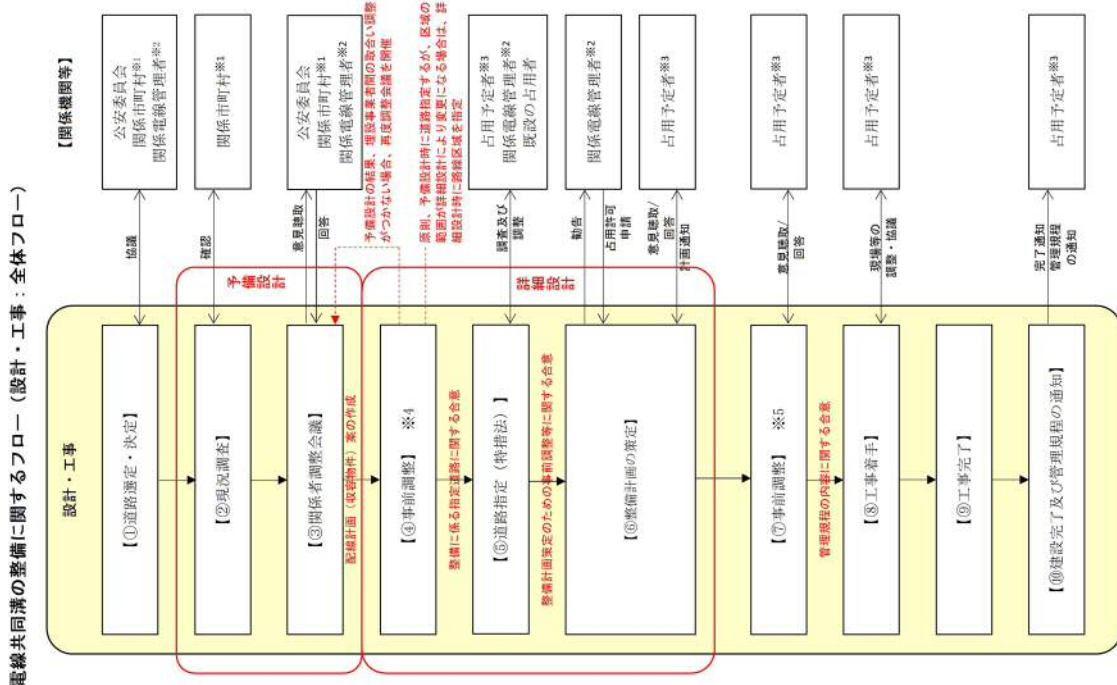 電線共同溝の整備に関するフロー（設計・工事：全体フロー）
設計・工事
【関係機関等】
【①道路選定・決定】
協議
公安委員会
関係市町村※1
関係電線管理者※2
予備設計
【②現況調査】
確認
関係市町村※1
【③関係者調整会議】
意見聴取
回答
公安委員会
関係市町村※1
関係電線管理者※2
配線計画（収容物件）案の作成
予備設計の結果、埋設事業者間の取合い調整
がつかない場合、再度調整会議を開催
詳細設計
【④事前調整】　※4
原則、予備設計時に道路指定するが、区域の
範囲が詳細設計により変更になる場合は、詳
細設計時に路線区域を指定
整備に係る指定道路に関する合意
【⑤道路指定（特措法）】
調査及び
調整
占用予定者※3
関係電線管理者※2
既設の占用者
整備計画策定のための事前調整等に関する合意
【⑥整備計画の策定】
勧告
占用許可
申請
関係電線管理者※2
意見聴取/
回答
計画通知
占用予定者※3
【⑦事前調整】　※5
意見聴取/
回答
占用予定者※3
管理規程の内容に関する合意
【⑧工事着手】
現場等の
調整・協議
占用予定者※3
【⑨工事完了】
【⑩建設完了及び管理規程の通知】
完了通知
管理規程
の通知
占用予定者※3